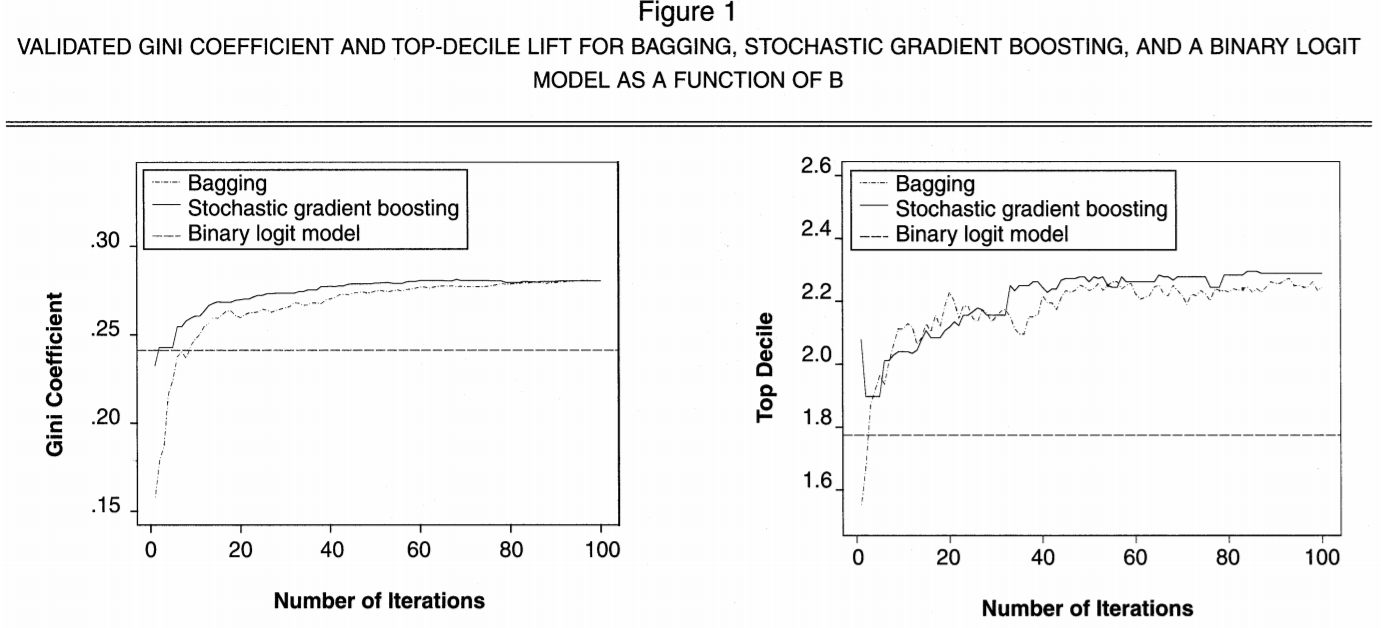 Figure 1
VALIDATED GINI COEFFICIENT AND TOP-DECILE LIFT FOR BAGGING, STOCHASTIC GRADIENT BOOSTING, AND A BINARY LOGIT
MODEL AS A FUNCTION OF B
Bagging
Stochastic gradient boosting
Binary logit model
.30
.25
.20
.15
Gini Coefficient
0 20 40 60 80 100
Number of Iterations
2.6
Bagging
Stochastic gradient boosting
Binary logit model
2.4
2.2
2.0
1.8
1.6
Top Decile
0 20 40 60 80 100
Number of Iterations